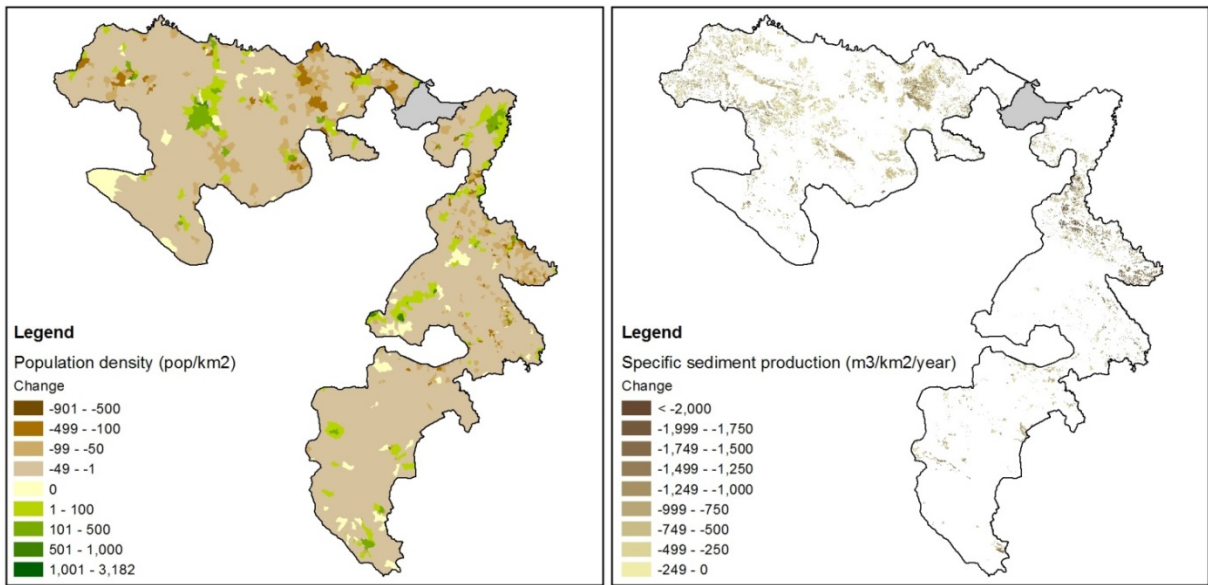 Legend
Population density (pop/km2)
Change
-901 - -500
-499 - -100
-99 - -50
-49 - -1
0
1 - 100
101 - 500
501 - 1,000
1,001 - 3,182
Legend
Specific sediment production (m3/km2/year)
Change
< -2,000
-1,999 - -1,750
-1,749 - -1,500
-1,499 - -1,250
-1,249 - -1,000
-999 - -750
-749 - -500
-499 - -250
-249 - 0